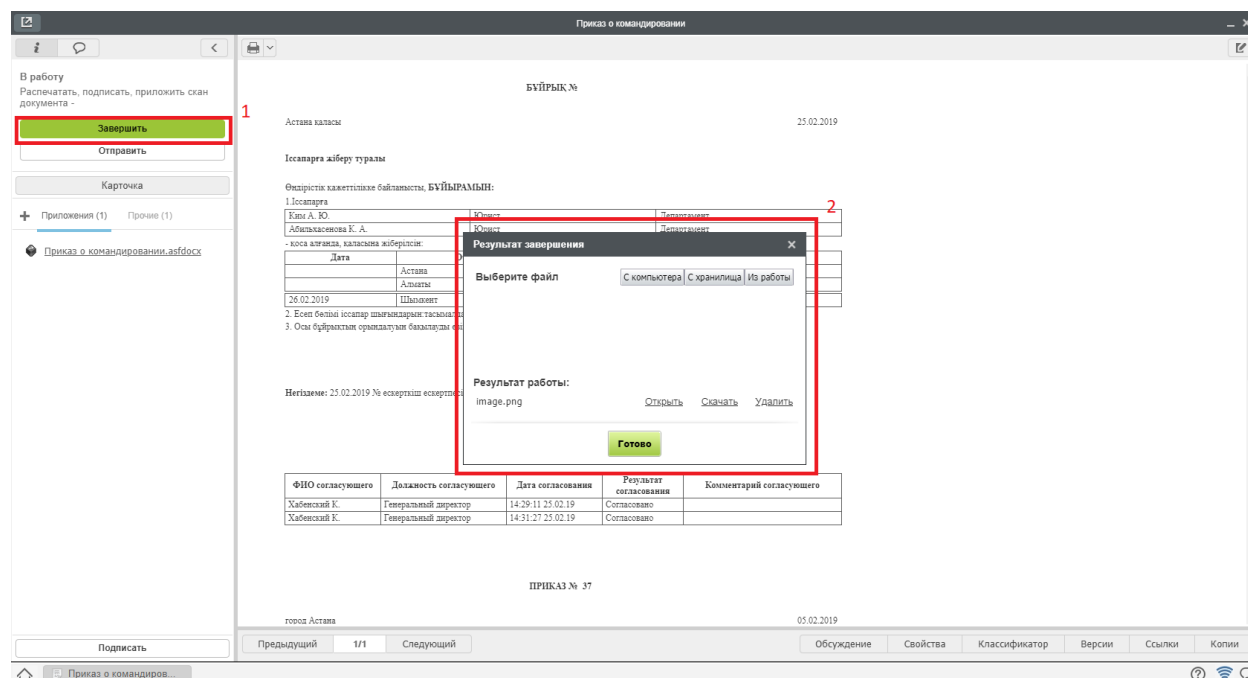 Приказ о командировании
В работу
Распечатать, подписать, приложить скан
документа -
Завершить
1
Отправить
Карточка
Приложения (1) Прочие (1)
Приказ о командировании.asfdocx
Подписать
БҰЙРЫҚ №
Астана қаласы 25.02.2019
Іссапарға жіберу туралы
Өндірістік қажеттілікке байланысты, БҰЙЫРАМЫН:
1.Іссапарға
Ким А. Ю. Юрист Департамент
Абильхасенова К. А. Юрист Департамент
- қоса алғанда, қаласына жіберілсін:
Дата
Астана
Алматы
26.02.2019 Шымкент
2. Есеп бөлімі іссапар шығындарын:
3. Осы бұйрықтың орындалуын бақылауды
Негіздеме: 25.02.2019 № ескерткіш
2
Результат завершения
Выберите файл С компьютера С хранилища Из работы
Результат работы:
image.png Открыть Скачать Удалить
Готово
ФИО согласующего Должность согласующего Дата согласования Результат согласования Комментарий согласующего
Хабенский К. Генеральный директор 14:29:11 25.02.19 Согласовано
Хабенский К. Генеральный директор 14:31:27 25.02.19 Согласовано
ПРИКАЗ № 37
город Астана 05.02.2019
Предыдущий 1/1 Следующий Обсуждение Свойства Классификатор Версии Ссылки Копии
Приказ о командиров...